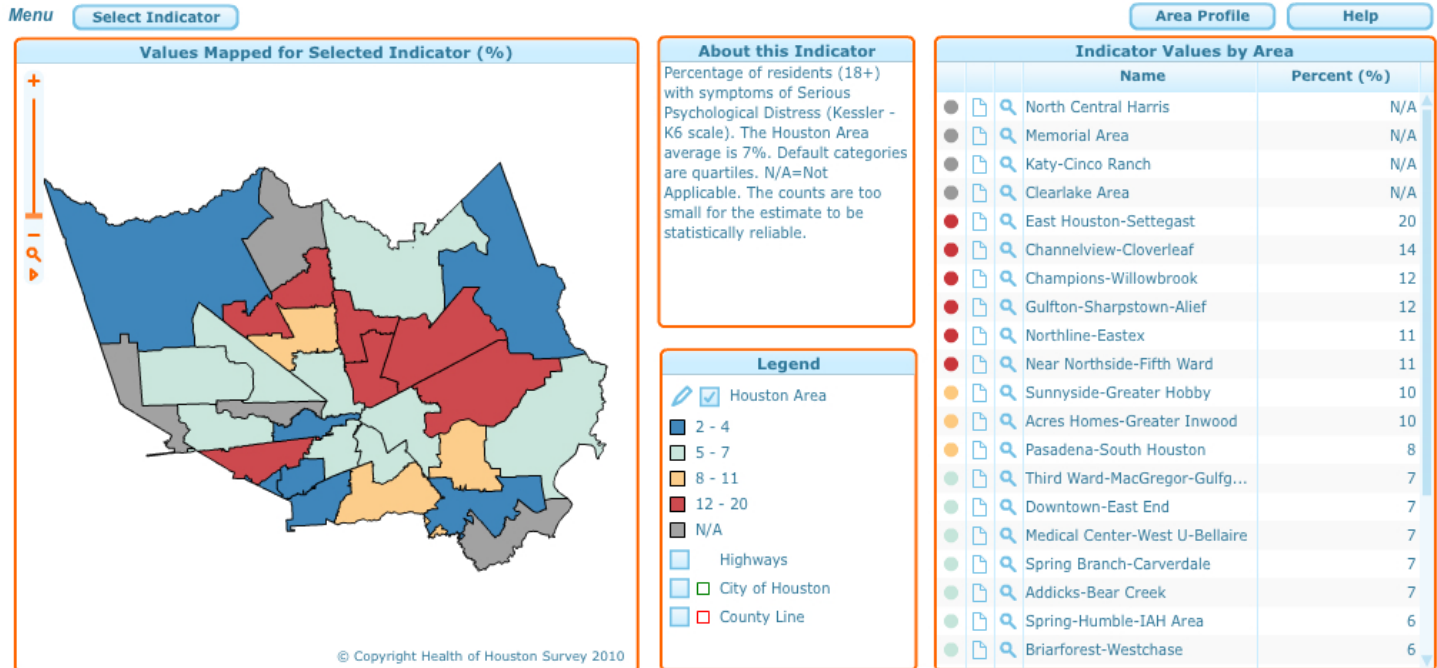 Menu
Select Indicator
Area Profile
Help
Values Mapped for Selected Indicator (%)
+
−
© Copyright Health of Houston Survey 2010
About this Indicator
Percentage of residents (18+)
with symptoms of Serious
Psychological Distress (Kessler -
K6 scale). The Houston Area
average is 7%. Default categories
are quartiles. N/A=Not
Applicable. The counts are too
small for the estimate to be
statistically reliable.
Legend
Houston Area
2 - 4
5 - 7
8 - 11
12 - 20
N/A
Highways
City of Houston
County Line
Indicator Values by Area
Name Percent (%)
North Central Harris N/A
Memorial Area N/A
Katy-Cinco Ranch N/A
Clearlake Area N/A
East Houston-Settegast 20
Channelview-Cloverleaf 14
Champions-Willowbrook 12
Gulfton-Sharpstown-Alief 12
Northline-Eastex 11
Near Northside-Fifth Ward 11
Sunnyside-Greater Hobby 10
Acres Homes-Greater Inwood 10
Pasadena-South Houston 8
Third Ward-MacGregor-Gulfg... 7
Downtown-East End 7
Medical Center-West U-Bellaire 7
Spring Branch-Carverdale 7
Addicks-Bear Creek 7
Spring-Humble-IAH Area 6
Briarforest-Westchase 6